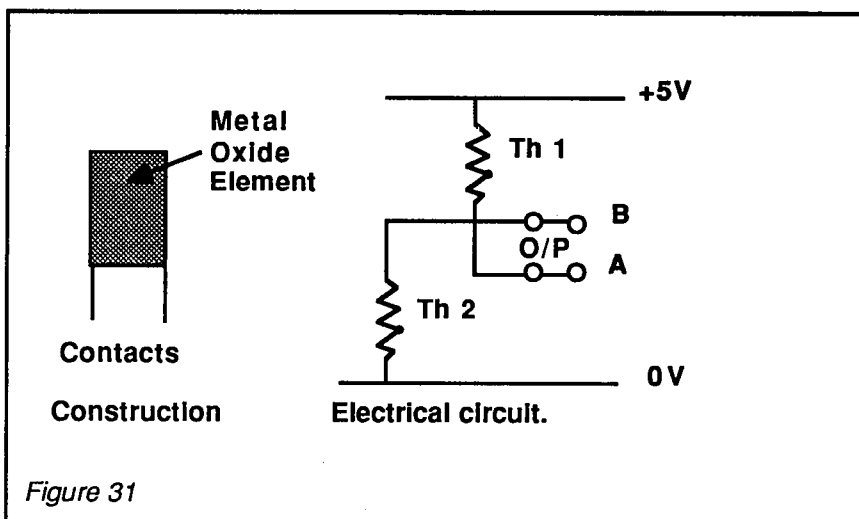 Metal
Oxide
Element
Contacts
Construction
+5V
Th 1
B
O/P
A
Th 2
0V
Electrical circuit.
Figure 31